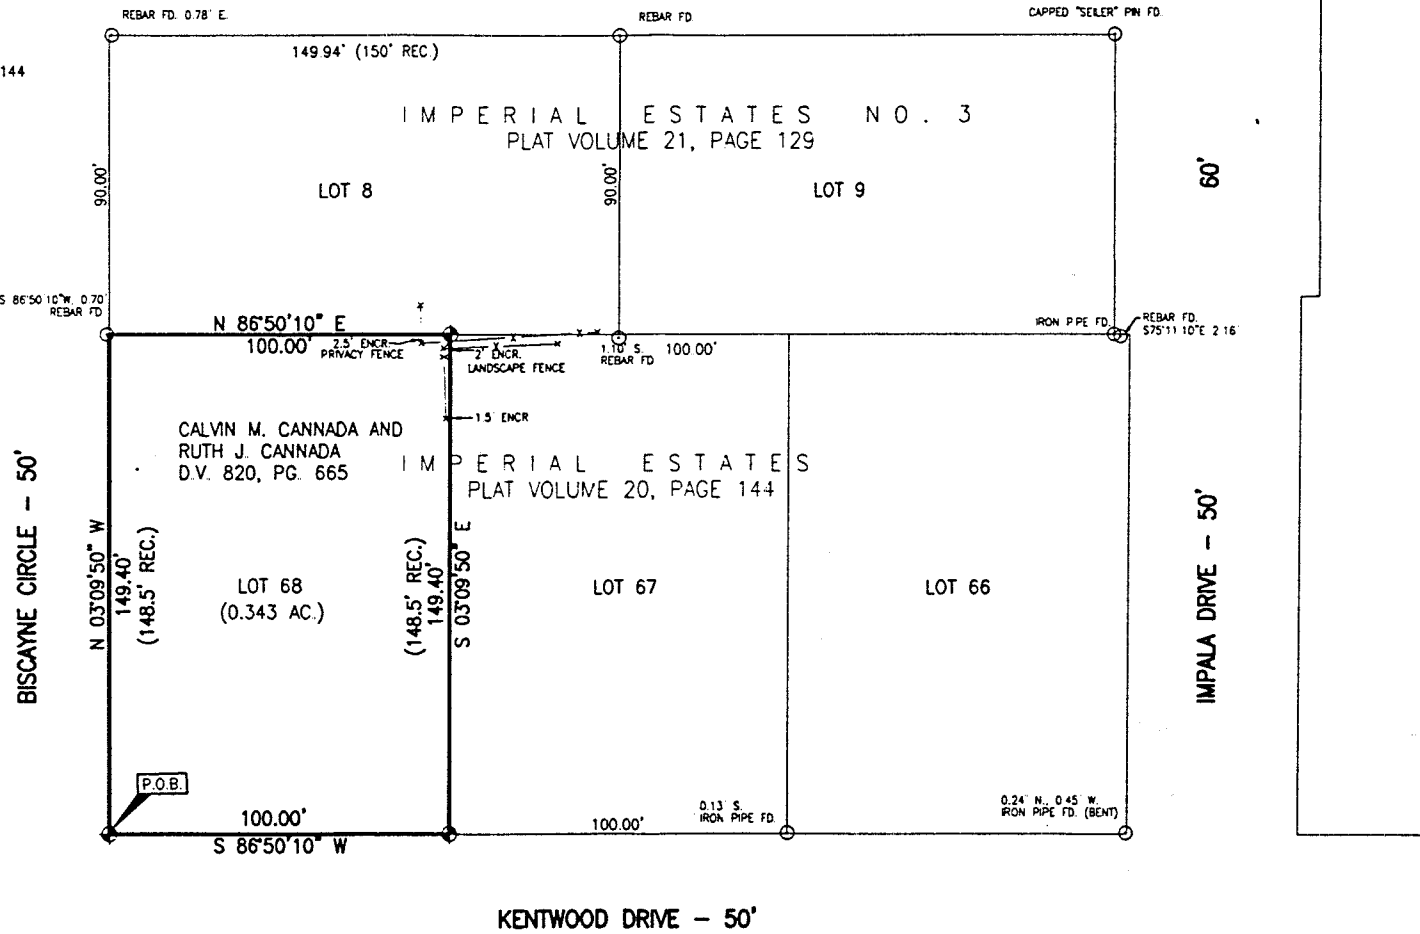 REBAR FD. 0.78' E.
REBAR FD.
CAPPED "SEILER" PIN FD.
149.94' (150' REC.)
144
IMPERIAL ESTATES NO. 3
PLAT VOLUME 21, PAGE 129
90.00'
LOT 8
90.00'
LOT 9
60'
S 86°50'10"W, 0.70'
REBAR FD
N 86°50'10" E
100.00'
2.5' ENCR.
PRIVACY FENCE
2' ENCR.
LANDSCAPE FENCE
1.10' S.
REBAR FD
100.00'
IRON PIPE FD.
REBAR FD.
S75°11'10"E 2.16'
1.5' ENCR
CALVIN M. CANNADA AND
RUTH J. CANNADA
D.V. 820, PG. 665
IMPERIAL ESTATES
PLAT VOLUME 20, PAGE 144
BISCAYNE CIRCLE - 50'
N 03°09'50" W
149.40'
(148.5' REC.)
LOT 68
(0.343 AC.)
(148.5' REC.)
149.40'
S 03°09'50" E
LOT 67
LOT 66
IMPALA DRIVE - 50'
P.O.B.
100.00'
S 86°50'10" W
100.00'
0.13' S.
IRON PIPE FD.
0.24' N., 0.45' W.
IRON PIPE FD. (BENT)
KENTWOOD DRIVE - 50'